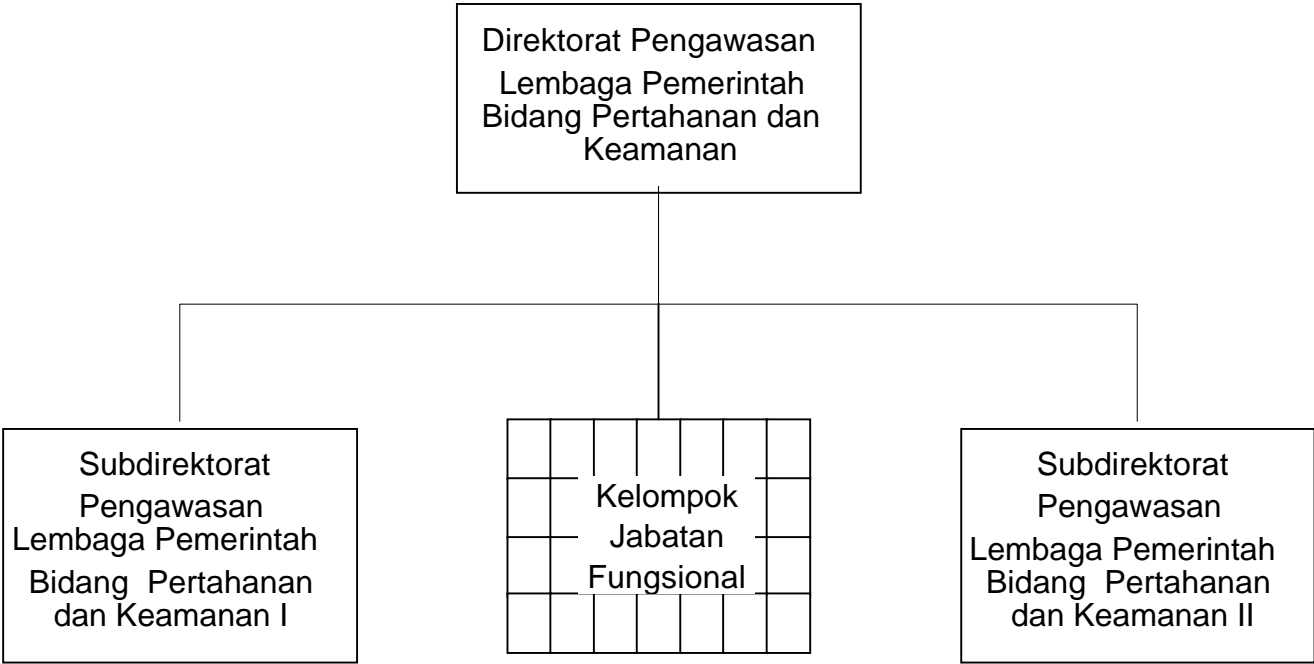 Direktorat Pengawasan
Lembaga Pemerintah
Bidang Pertahanan dan
Keamanan
Subdirektorat
Pengawasan
Lembaga Pemerintah
Bidang Pertahanan
dan Keamanan I
Kelompok
Jabatan
Fungsional
Subdirektorat
Pengawasan
Lembaga Pemerintah
Bidang Pertahanan
dan Keamanan II